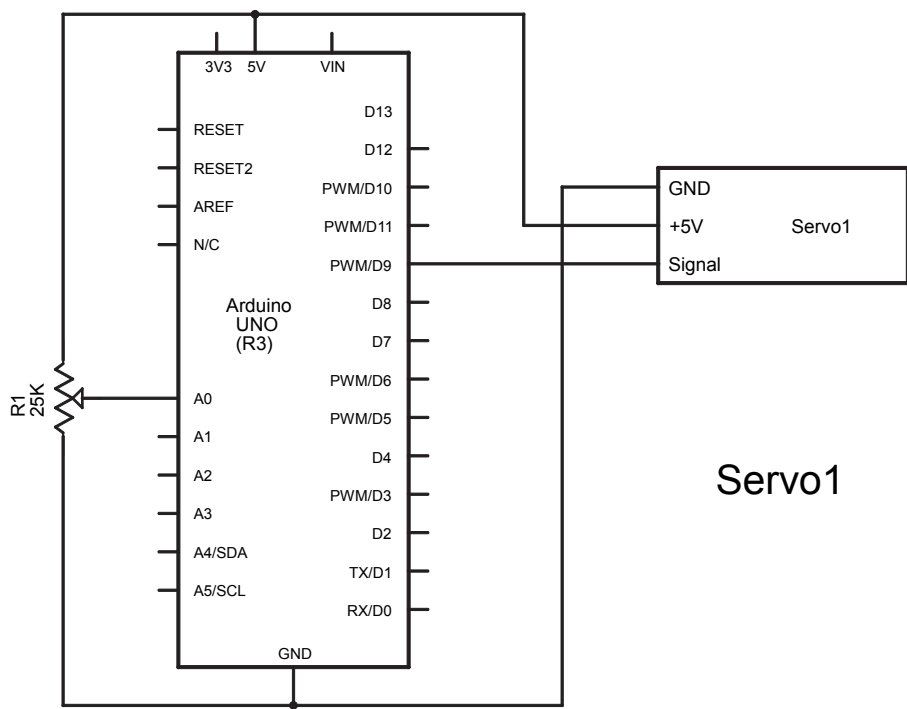 3V3
5V
VIN
RESET
RESET2
AREF
N/C
Arduino
UNO
(R3)
A0
A1
A2
A3
A4/SDA
A5/SCL
D13
D12
PWM/D10
PWM/D11
PWM/D9
D8
D7
PWM/D6
PWM/D5
D4
PWM/D3
D2
TX/D1
RX/D0
GND
R1
25K
GND
+5V
Signal
Servo1
Servo1